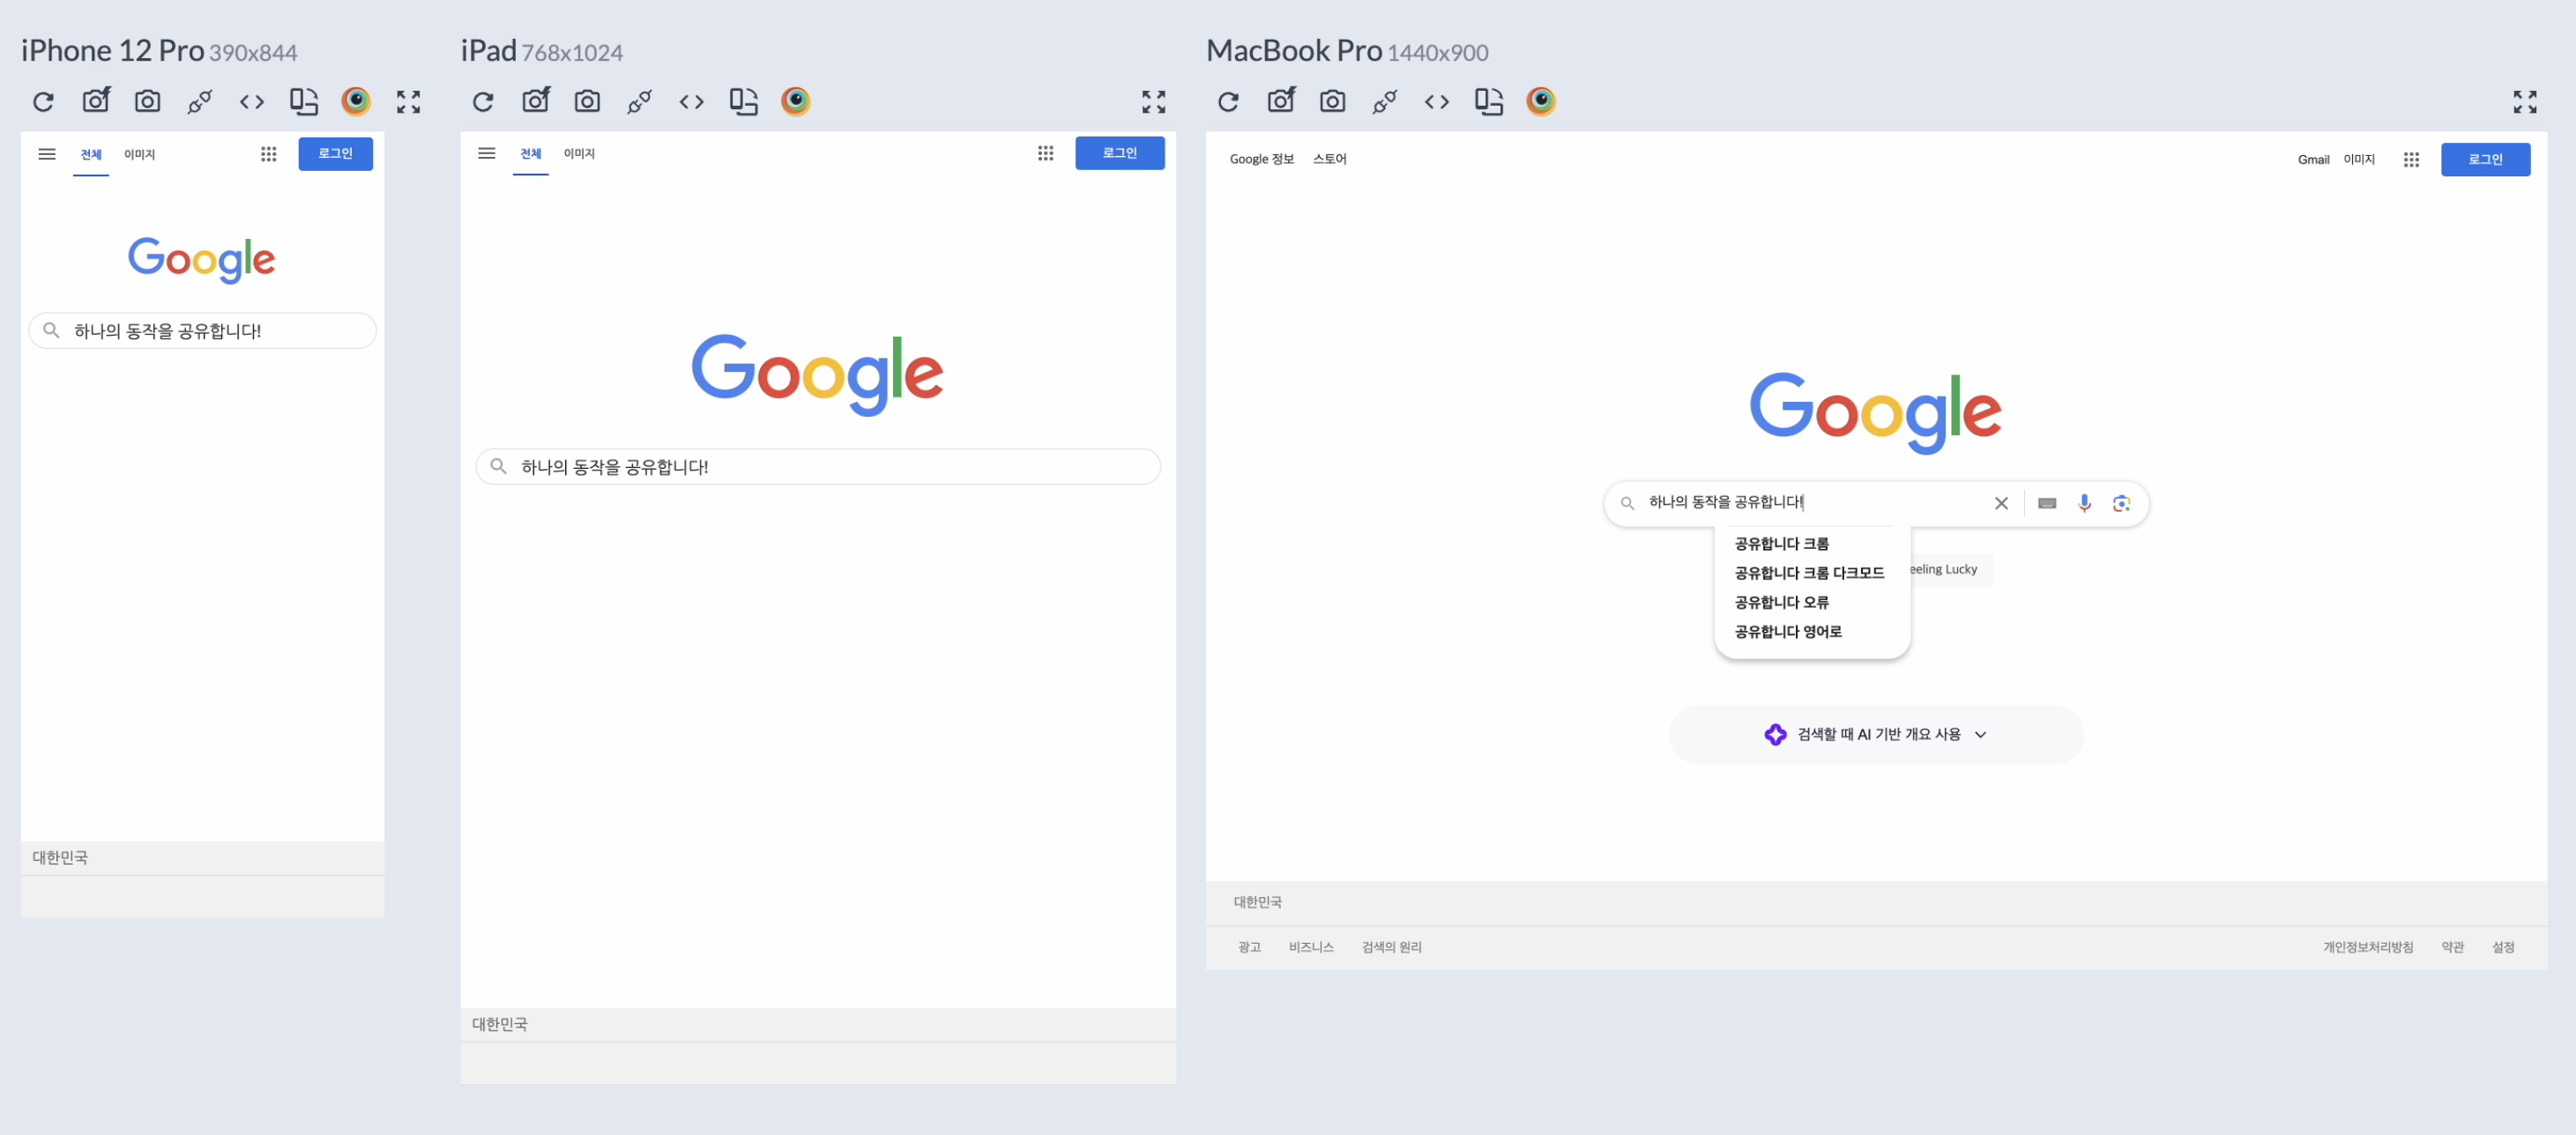 iPhone 12 Pro 390x844
전체 이미지 로그인
Google
하나의 동작을 공유합니다!
대한민국
iPad 768x1024
전체 이미지 로그인
Google
하나의 동작을 공유합니다!
대한민국
MacBook Pro 1440x900
Google 정보 스토어 Gmail 이미지 로그인
Google
하나의 동작을 공유합니다!
공유합니다 크롬
공유합니다 크롬 다크모드
eeling Lucky
공유합니다 오류
공유합니다 영어로
검색할 때 AI 기반 개요 사용
대한민국
광고 비즈니스 검색의 원리 개인정보처리방침 약관 설정